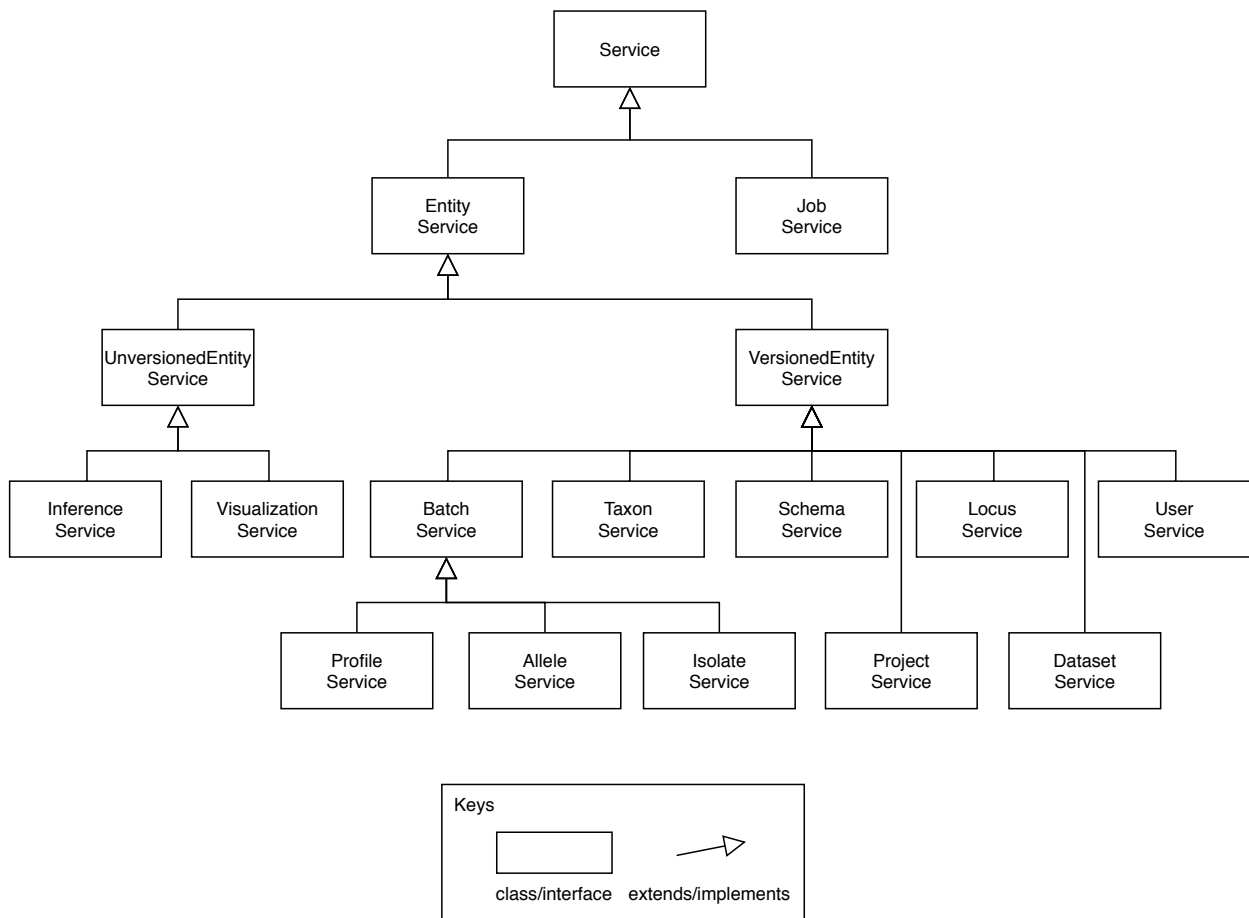 Service
Entity
Service
Job
Service
UnversionedEntity
Service
VersionedEntity
Service
Inference
Service
Visualization
Service
Batch
Service
Taxon
Service
Schema
Service
Locus
Service
User
Service
Profile
Service
Allele
Service
Isolate
Service
Project
Service
Dataset
Service
Keys
class/interface
extends/implements